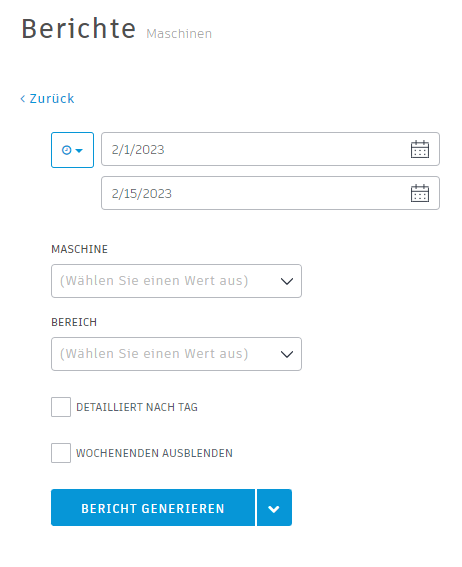 Berichte Maschinen
Zurück
2/1/2023
2/15/2023
MASCHINE
(Wählen Sie einen Wert aus)
BEREICH
(Wählen Sie einen Wert aus)
DETAILLIERT NACH TAG
WOCHENENDEN AUSBLENDEN
BERICHT GENERIEREN